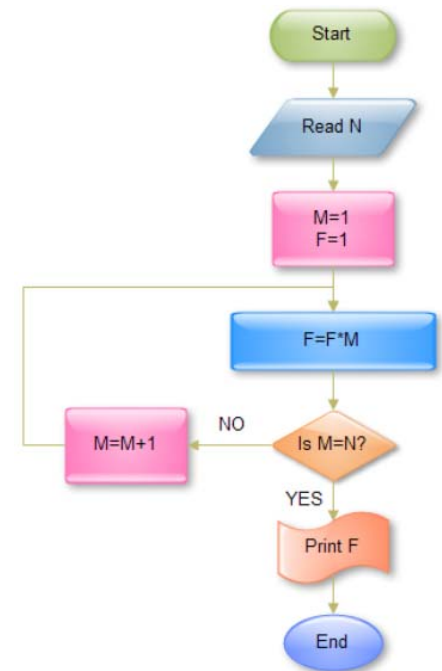 Start
Read N
M=1
F=1
F=F*M
Is M=N?
NO
M=M+1
YES
Print F
End